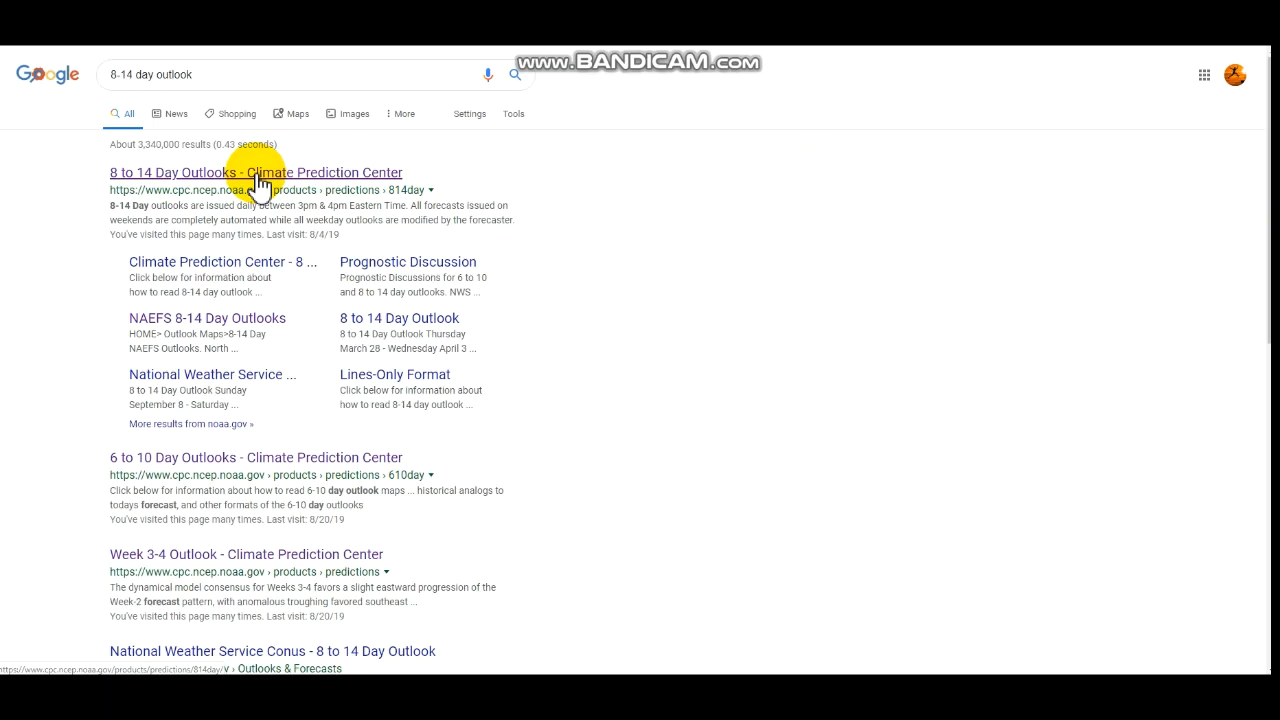 www.BANDICAM.com
Google
8-14 day outlook
All News Shopping Maps Images More Settings Tools
About 3,340,000 results (0.43 seconds)
8 to 14 Day Outlooks - Climate Prediction Center
https://www.cpc.ncep.noaa. products › predictions › 814day
8-14 Day outlooks are issued daily between 3pm & 4pm Eastern Time. All forecasts issued on
weekends are completely automated while all weekday outlooks are modified by the forecaster.
You've visited this page many times. Last visit: 8/4/19
Climate Prediction Center - 8 ...
Click below for information about
how to read 8-14 day outlook ...
Prognostic Discussion
Prognostic Discussions for 6 to 10
and 8 to 14 day outlooks. NWS ...
NAEFS 8-14 Day Outlooks
HOME> Outlook Maps>8-14 Day
NAEFS Outlooks. North ...
8 to 14 Day Outlook
8 to 14 Day Outlook Thursday
March 28 - Wednesday April 3 ...
National Weather Service ...
8 to 14 Day Outlook Sunday
September 8 - Saturday ...
Lines-Only Format
Click below for information about
how to read 8-14 day outlook ...
More results from noaa.gov »
6 to 10 Day Outlooks - Climate Prediction Center
https://www.cpc.ncep.noaa.gov › products › predictions › 610day
Click below for information about how to read 6-10 day outlook maps ... historical analogs to
todays forecast, and other formats of the 6-10 day outlooks
You've visited this page many times. Last visit: 8/20/19
Week 3-4 Outlook - Climate Prediction Center
https://www.cpc.ncep.noaa.gov › products › predictions
The dynamical model consensus for Weeks 3-4 favors a slight eastward progression of the
Week-2 forecast pattern, with anomalous troughing favored southeast ...
You've visited this page many times. Last visit: 8/20/19
National Weather Service Conus - 8 to 14 Day Outlook
https://www.cpc.ncep.noaa.gov/products/predictions/814day/ v › Outlooks & Forecasts